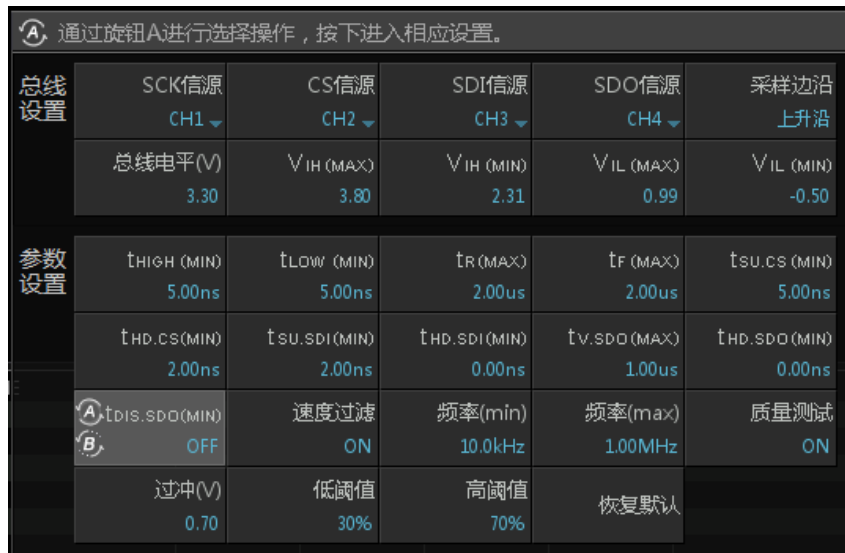 A 通过旋钮A进行选择操作，按下进入相应设置。
总线设置
SCK信源 CS信源 SDI信源 SDO信源 采样边沿
CH1 CH2 CH3 CH4 上升沿
总线电平(V) VIH (MAX) VIH (MIN) VIL (MAX) VIL (MIN)
3.30 3.80 2.31 0.99 -0.50
参数设置
tHIGH (MIN) tLOW (MIN) tR(MAX) tF (MAX) tSU.CS (MIN)
5.00ns 5.00ns 2.00us 2.00us 5.00ns
tHD.CS(MIN) tSU.SDI(MIN) tHD.SDI(MIN) tV.SDO(MAX) tHD.SDO(MIN)
2.00ns 2.00ns 0.00ns 1.00us 0.00ns
A tDIS.SDO(MIN) 速度过滤 频率(min) 频率(max) 质量测试
B OFF ON 10.0kHz 1.00MHz ON
过冲(V) 低阈值 高阈值 恢复默认
0.70 30% 70%